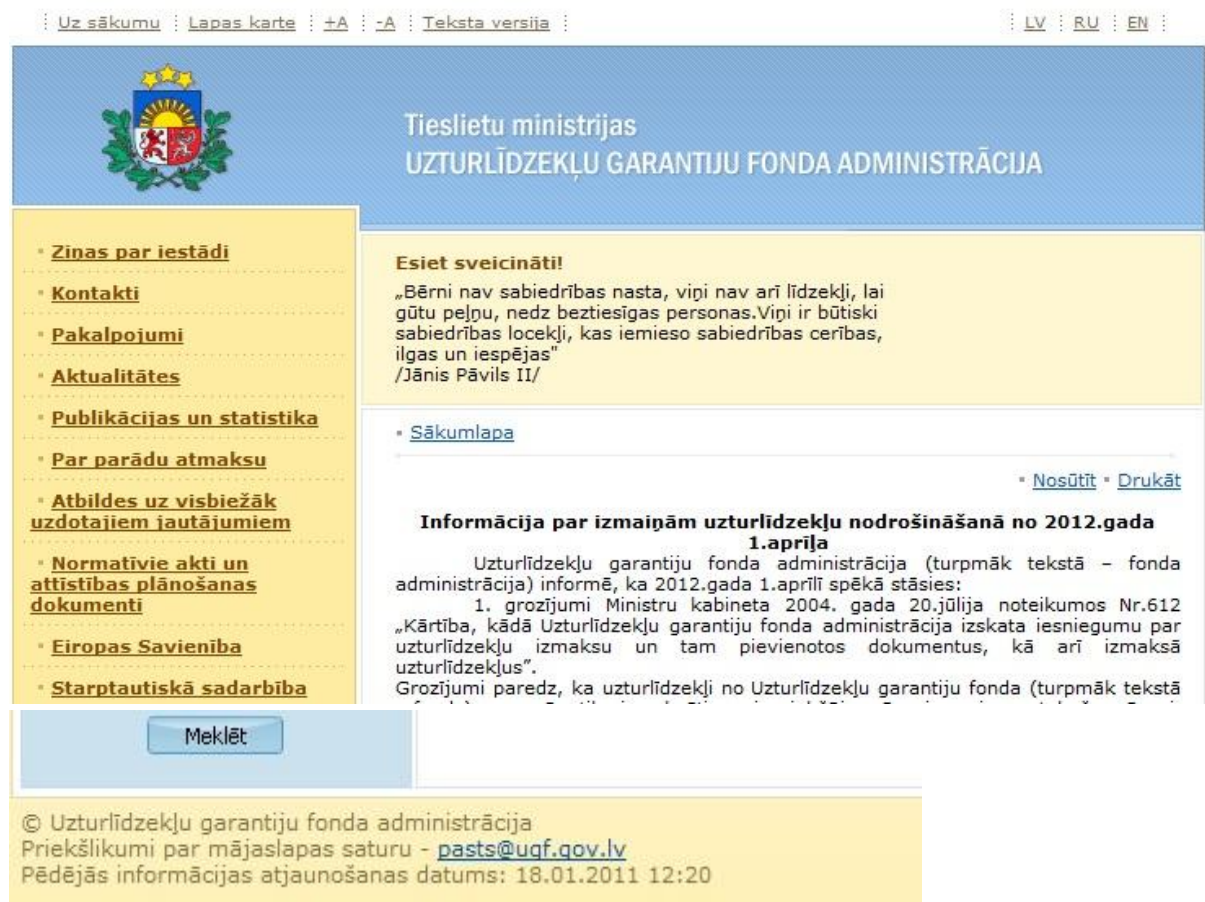 Uz sākumu Lapas karte +A -A Teksta versija LV RU EN
Tieslietu ministrijas
UZTURLĪDZEKĻU GARANTIJU FONDA ADMINISTRĀCIJA
Ziņas par iestādi
Kontakti
Pakalpojumi
Aktualitātes
Publikācijas un statistika
Par parādu atmaksu
Atbildes uz visbiežāk
uzdotajiem jautājumiem
Normatīvie akti un
attīstības plānošanas
dokumenti
Eiropas Savienība
Starptautiskā sadarbība
Esiet sveicināti!
„Bērni nav sabiedrības nasta, viņi nav arī līdzekļi, lai
gūtu peļņu, nedz beztiesīgas personas.Viņi ir būtiski
sabiedrības locekļi, kas iemieso sabiedrības cerības,
ilgas un iespējas"
/Jānis Pāvils II/
Sākumlapa
Nosūtīt Drukāt
Informācija par izmaiņām uzturlīdzekļu nodrošināšanā no 2012.gada
1.aprīļa
Uzturlīdzekļu garantiju fonda administrācija (turpmāk tekstā – fonda
administrācija) informē, ka 2012.gada 1.aprīlī spēkā stāsies:
1. grozījumi Ministru kabineta 2004. gada 20.jūlija noteikumos Nr.612
„Kārtība, kādā Uzturlīdzekļu garantiju fonda administrācija izskata iesniegumu par
uzturlīdzekļu izmaksu un tam pievienotos dokumentus, kā arī izmaksā
uzturlīdzekļus”.
Grozījumi paredz, ka uzturlīdzekļi no Uzturlīdzekļu garantiju fonda (turpmāk tekstā
Meklēt
© Uzturlīdzekļu garantiju fonda administrācija
Priekšlikumi par mājaslapas saturu - pasts@ugf.gov.lv
Pēdējās informācijas atjaunošanas datums: 18.01.2011 12:20